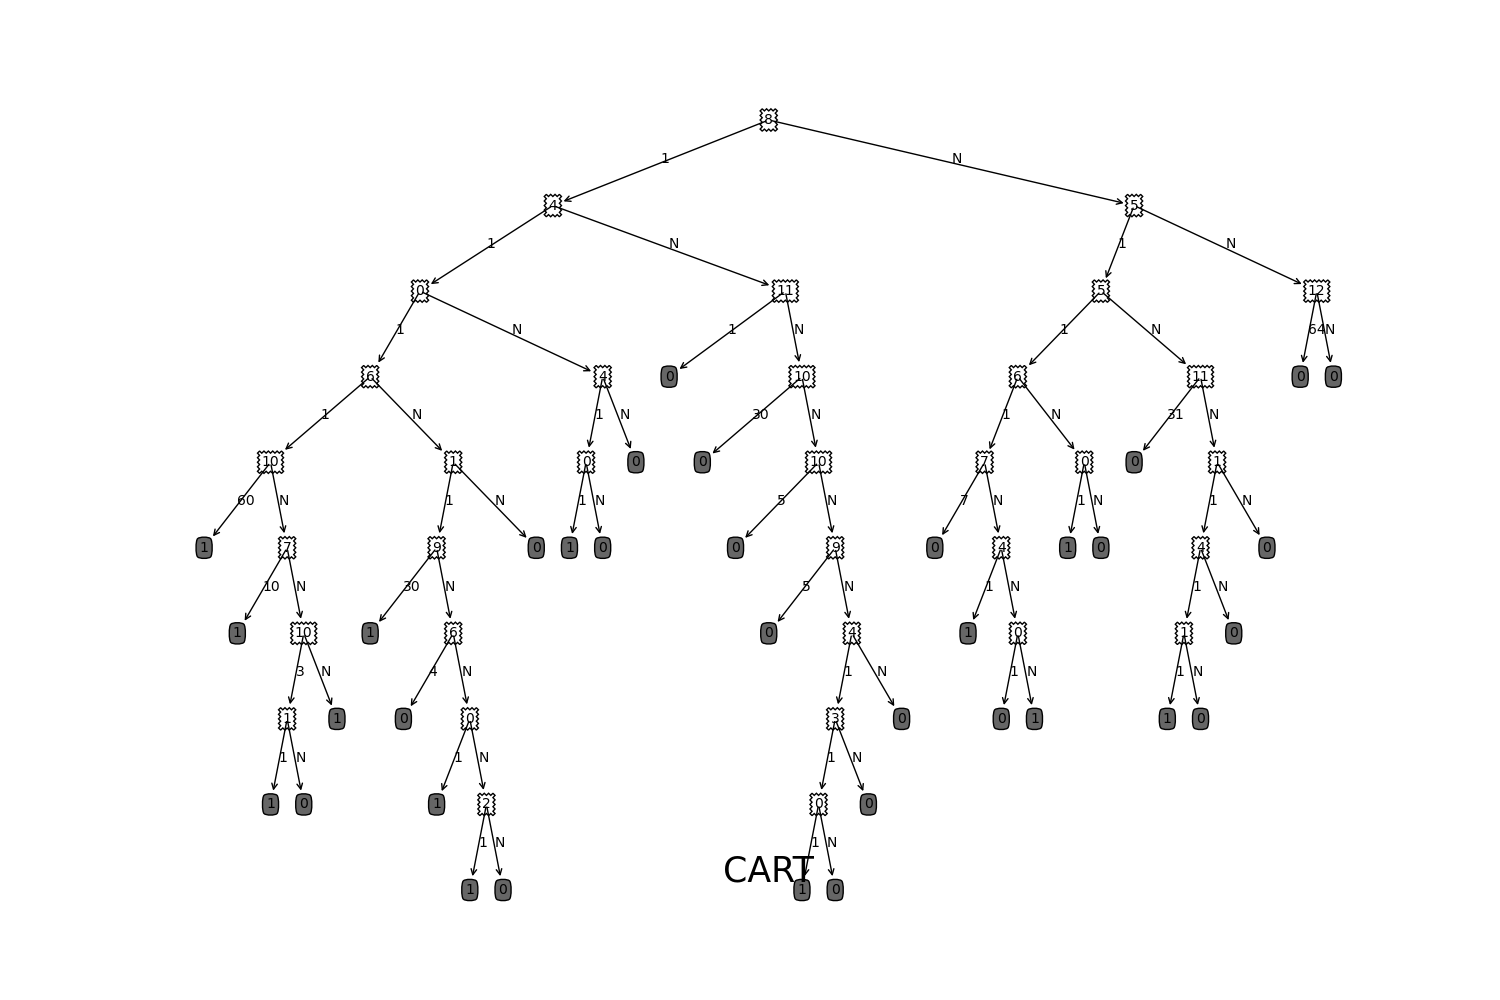 8
1 N
4 5
1 N 1 N
0 11 5 12
1 N 1 N 1 N 64 N
6 4 0 10 6 11 0 0
1 N 1 N 30 N 1 N 31 N
10 1 0 0 0 10 7 0 0 1
60 N 1 N 1 N 5 N 7 N 1 N 1 N
1 7 9 0 1 0 0 9 0 4 1 0 4 0
10 N 30 N 5 N 1 N 1 N
1 10 1 6 0 4 1 0 1 0
3 N 4 N 1 N 1 N 1 N
1 1 0 0 3 0 0 1 1 0
1 N 1 N 1 N
1 0 1 2 0 0
1 N 1 N
CART
1 0 1 0